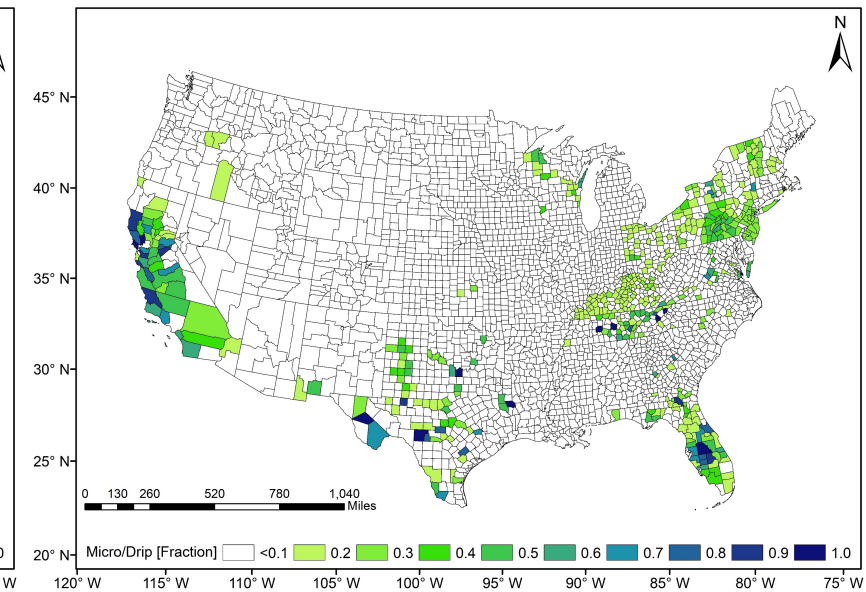 N
45° N
40° N
35° N
30° N
25° N
20° N
0 130 260 520 780 1,040
Miles
Micro/Drip [Fraction] <0.1 0.2 0.3 0.4 0.5 0.6 0.7 0.8 0.9 1.0
0
W 120° W 115° W 110° W 105° W 100° W 95° W 90° W 85° W 80° W 75° W